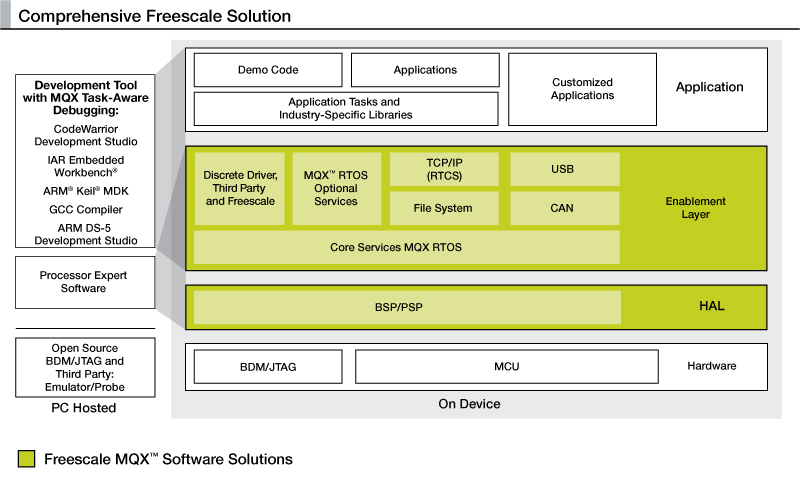 Comprehensive Freescale Solution
Development Tool
with MQX Task-Aware
Debugging:
CodeWarrior
Development Studio
IAR Embedded
Workbench®
ARM® Keil® MDK
GCC Compiler
ARM DS-5
Development Studio
Processor Expert
Software
Open Source
BDM/JTAG and
Third Party:
Emulator/Probe
PC Hosted
Demo Code
Applications
Application Tasks and
Industry-Specific Libraries
Customized
Applications
Application
Discrete Driver,
Third Party
and Freescale
MQX™ RTOS
Optional
Services
TCP/IP
(RTCS)
File System
USB
CAN
Core Services MQX RTOS
Enablement
Layer
BSP/PSP
HAL
BDM/JTAG
MCU
Hardware
On Device
Freescale MQX™ Software Solutions